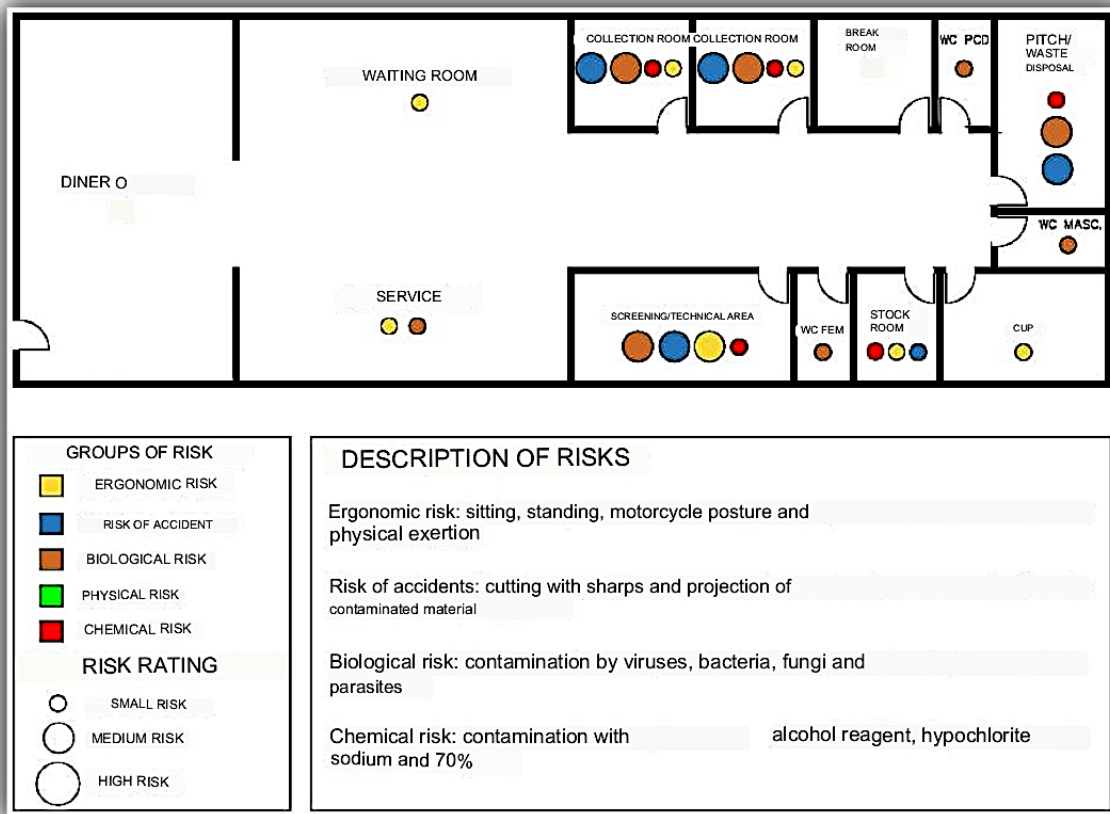 COLLECTION ROOM COLLECTION ROOM
BREAK
ROOM
WC PCD
PITCH/
WASTE
DISPOSAL
WAITING ROOM
DINER O
WC MASC.
SERVICE
SCREENING/TECHNICAL AREA
WC FEM
STOCK
ROOM
CUP
GROUPS OF RISK
ERGONOMIC RISK
RISK OF ACCIDENT
BIOLOGICAL RISK
PHYSICAL RISK
CHEMICAL RISK
RISK RATING
SMALL RISK
MEDIUM RISK
HIGH RISK
DESCRIPTION OF RISKS
Ergonomic risk: sitting, standing, motorcycle posture and
physical exertion
Risk of accidents: cutting with sharps and projection of
contaminated material
Biological risk: contamination by viruses, bacteria, fungi and
parasites
Chemical risk: contamination with alcohol reagent, hypochlorite
sodium and 70%